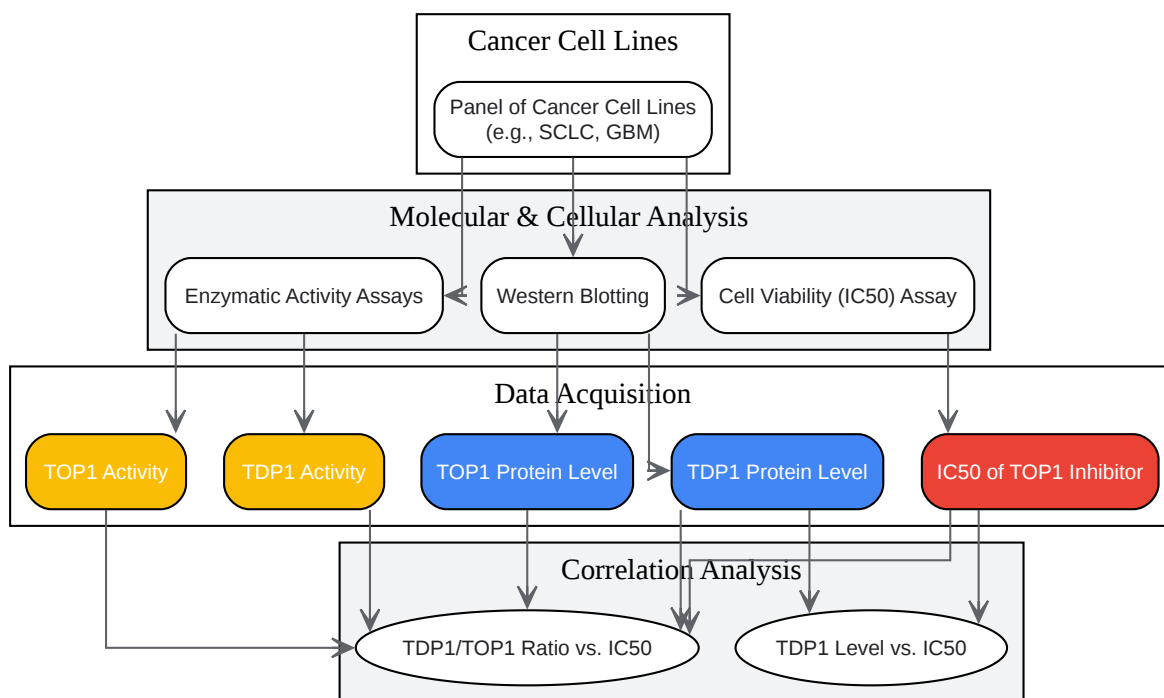 Cancer Cell Lines
Panel of Cancer Cell Lines
(e.g., SCLC, GBM)
Molecular & Cellular Analysis
Enzymatic Activity Assays
Western Blotting
Cell Viability (IC50) Assay
Data Acquisition
TOP1 Activity
TDP1 Activity
TOP1 Protein Level
TDP1 Protein Level
IC50 of TOP1 Inhibitor
Correlation Analysis
TDP1/TOP1 Ratio vs. IC50
TDP1 Level vs. IC50